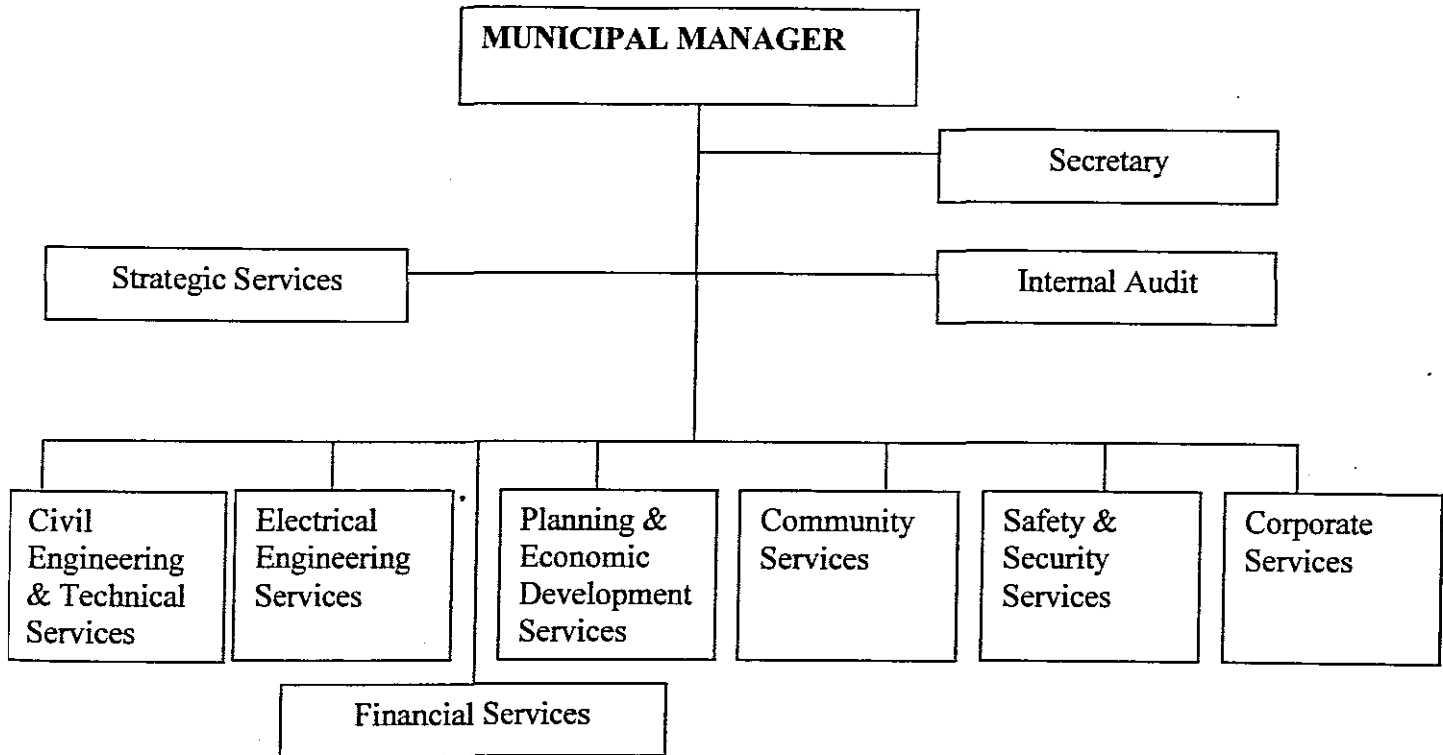 MUNICIPAL MANAGER
Secretary
Strategic Services
Internal Audit
Civil
Engineering
& Technical
Services
Electrical
Engineering
Services
Planning &
Economic
Development
Services
Community
Services
Safety &
Security
Services
Corporate
Services
Financial Services